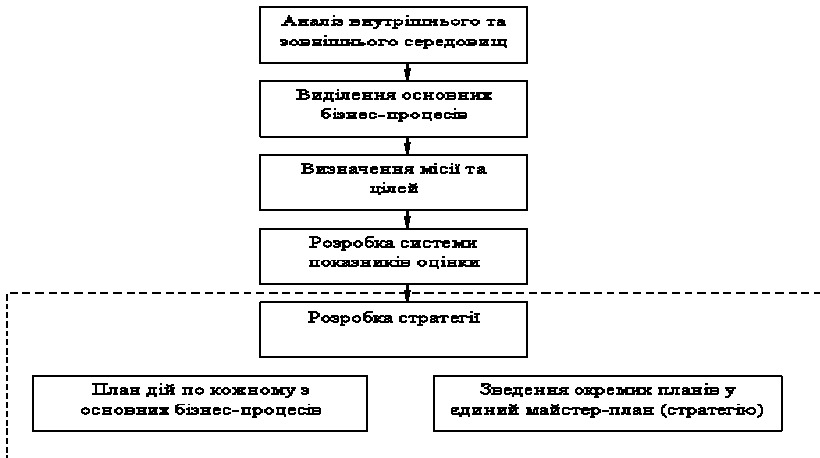 Аналіз внутрішнього та
зовнішнього середовищ
Виділення основних
бізнес-процесів
Визначення місії та
цілей
Розробка системи
показників оцінки
Розробка стратегії
План дій по кожному з
основних бізнес-процесів
Зведення окремих планів у
єдиний майстер-план (стратегію)